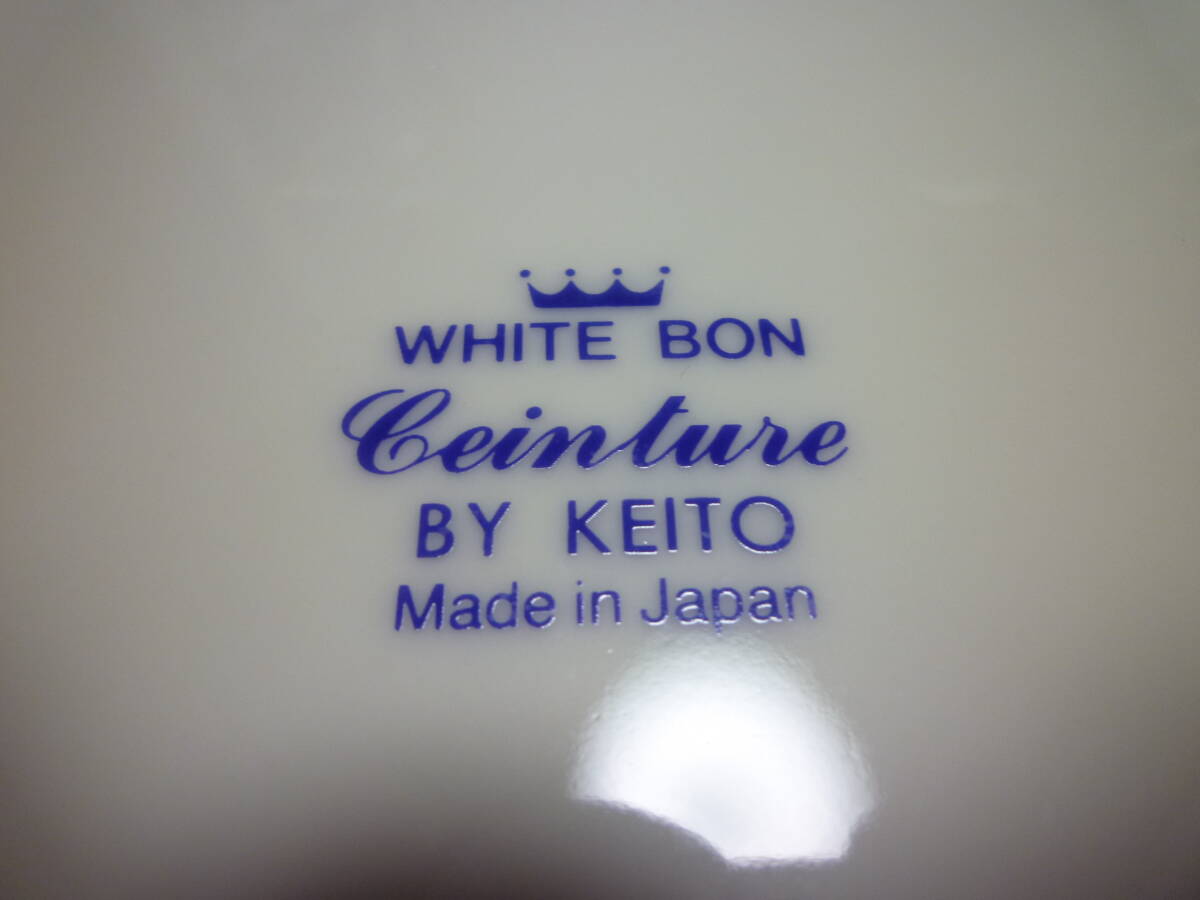 WHITE BON
Ceinture
BY KEITO
Made in Japan